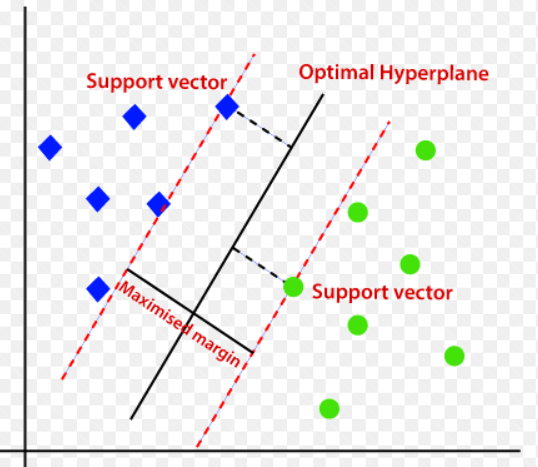 Support vector
Optimal Hyperplane
Support vector
Maximised margin